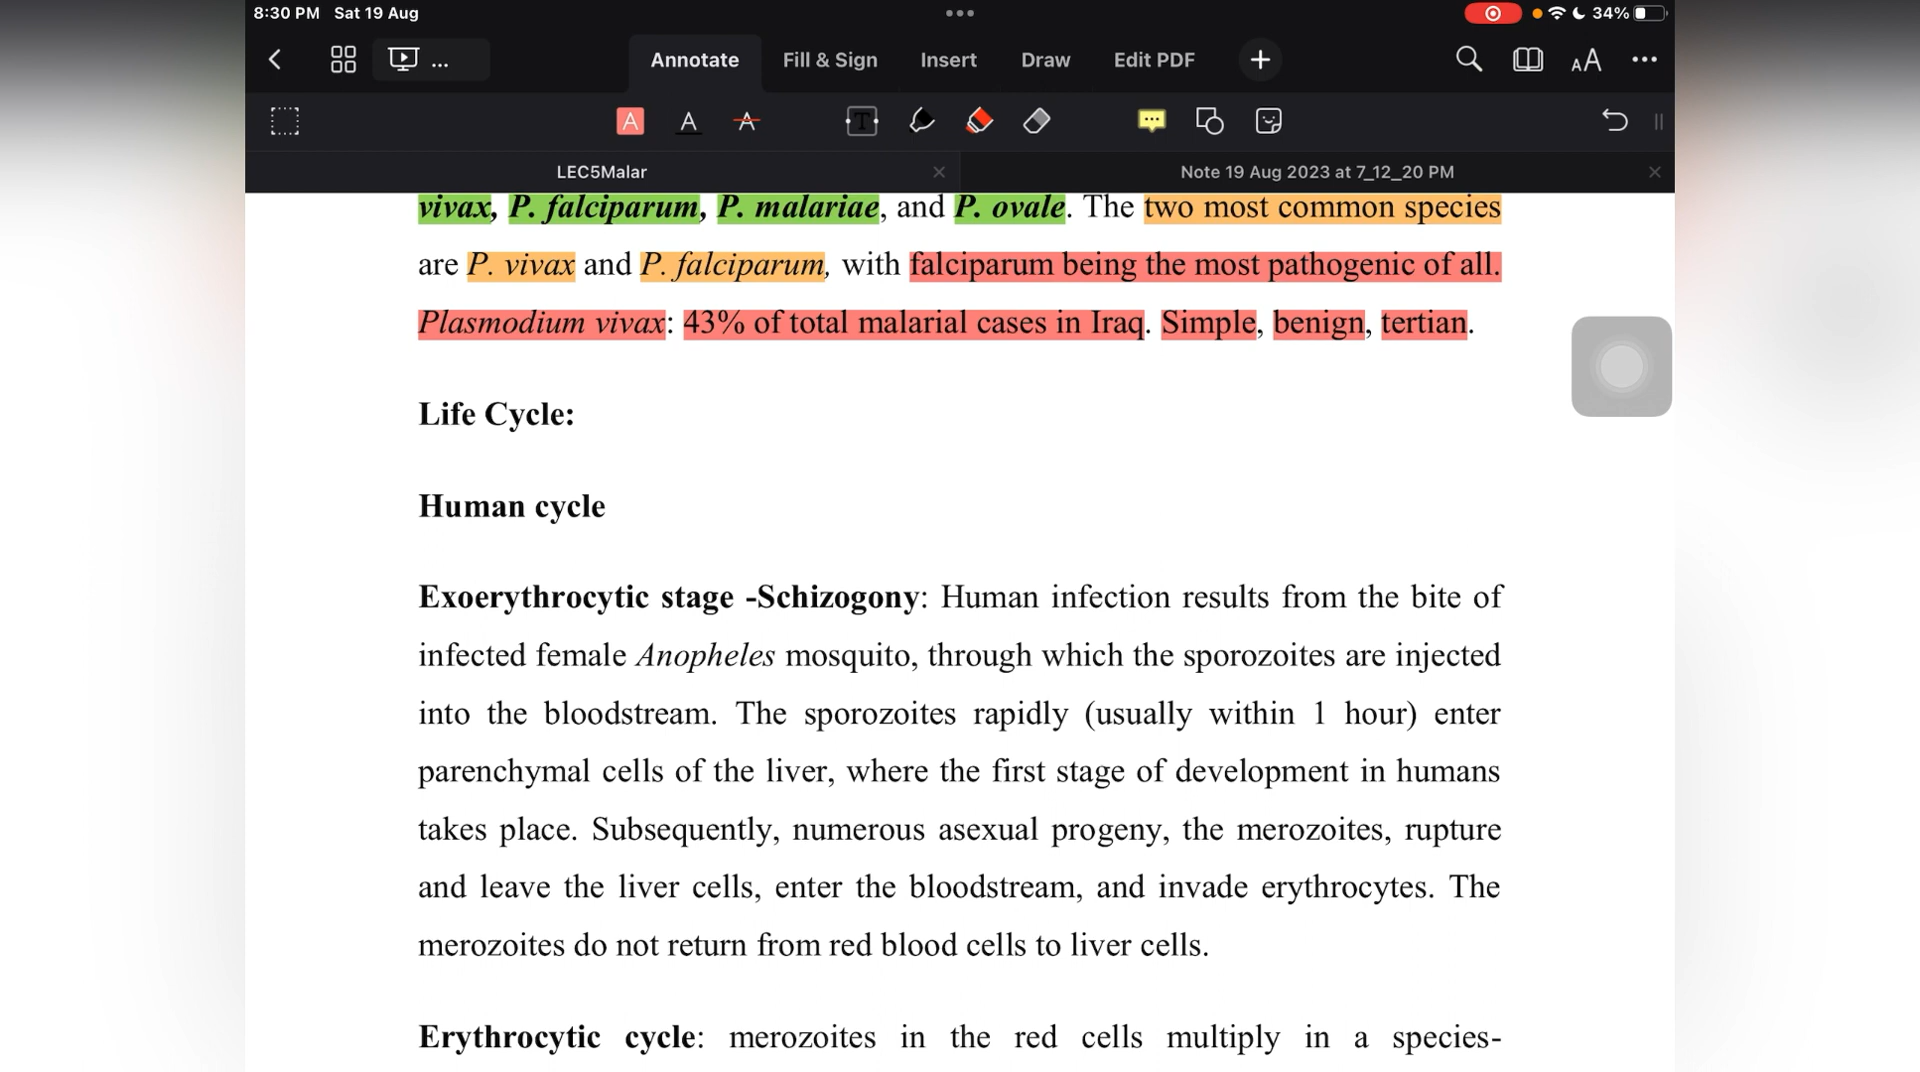 8:30 PM Sat 19 Aug
34%
Annotate Fill & Sign Insert Draw Edit PDF
LEC5Malar
Note 19 Aug 2023 at 7_12_20 PM
vivax, P. falciparum, P. malariae, and P. ovale. The two most common species
are P. vivax and P. falciparum, with falciparum being the most pathogenic of all.
Plasmodium vivax: 43% of total malarial cases in Iraq. Simple, benign, tertian.
Life Cycle:
Human cycle
Exoerythrocytic stage -Schizogony: Human infection results from the bite of
infected female Anopheles mosquito, through which the sporozoites are injected
into the bloodstream. The sporozoites rapidly (usually within 1 hour) enter
parenchymal cells of the liver, where the first stage of development in humans
takes place. Subsequently, numerous asexual progeny, the merozoites, rupture
and leave the liver cells, enter the bloodstream, and invade erythrocytes. The
merozoites do not return from red blood cells to liver cells.
Erythrocytic cycle: merozoites in the red cells multiply in a species-